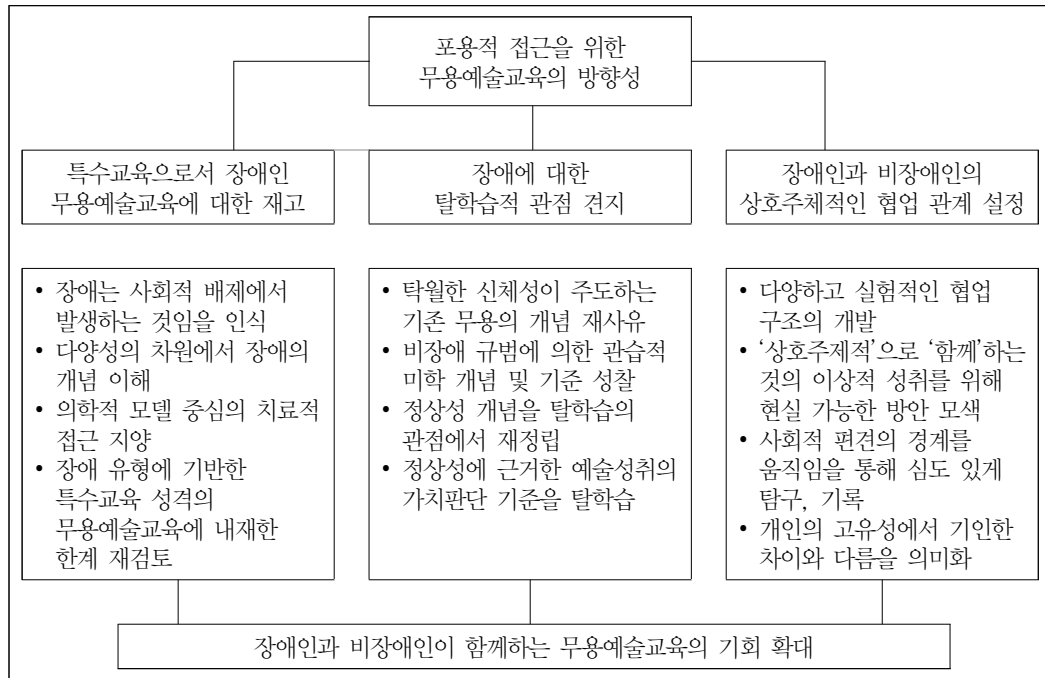 포용적 접근을 위한
무용예술교육의 방향성
특수교육으로서 장애인
무용예술교육에 대한 재고
장애에 대한
탈학습적 관점 견지
장애인과 비장애인의
상호주체적인 협업 관계 설정
• 장애는 사회적 배제에서
발생하는 것임을 인식
• 다양성의 차원에서 장애의
개념 이해
• 의학적 모델 중심의 치료적
접근 지양
• 장애 유형에 기반한
특수교육 성격의
무용예술교육에 내재한
한계 재검토
• 탁월한 신체성이 주도하는
기존 무용의 개념 재사유
• 비장애 규범에 의한 관습적
미학 개념 및 기준 성찰
• 정상성 개념을 탈학습의
관점에서 재정립
• 정상성에 근거한 예술성취의
가치판단 기준을 탈학습
• 다양하고 실험적인 협업
구조의 개발
• ‘상호주제적’으로 ‘함께’하는
것의 이상적 성취를 위해
현실 가능한 방안 모색
• 사회적 편견의 경계를
움직임을 통해 심도 있게
탐구, 기록
• 개인의 고유성에서 기인한
차이와 다름을 의미화
장애인과 비장애인이 함께하는 무용예술교육의 기회 확대